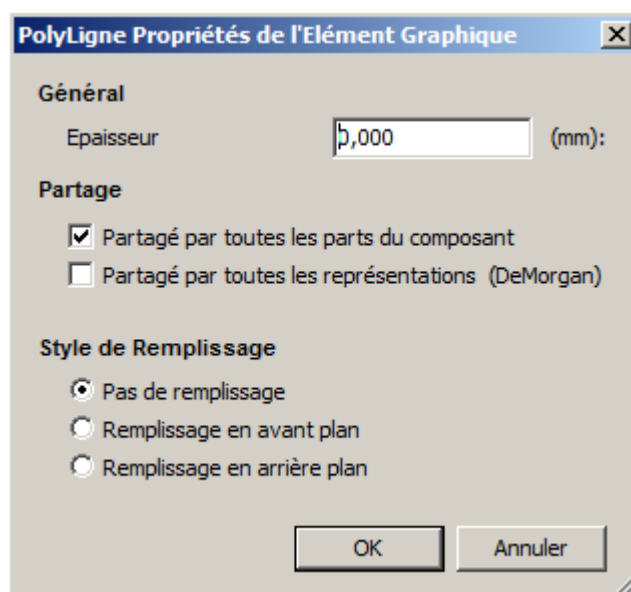 PolyLigne Propriétés de l'Elément Graphique
Général
Epaisseur 0,000 (mm):
Partage
Partagé par toutes les parts du composant
Partagé par toutes les représentations (DeMorgan)
Style de Remplissage
Pas de remplissage
Remplissage en avant plan
Remplissage en arrière plan
OK Annuler